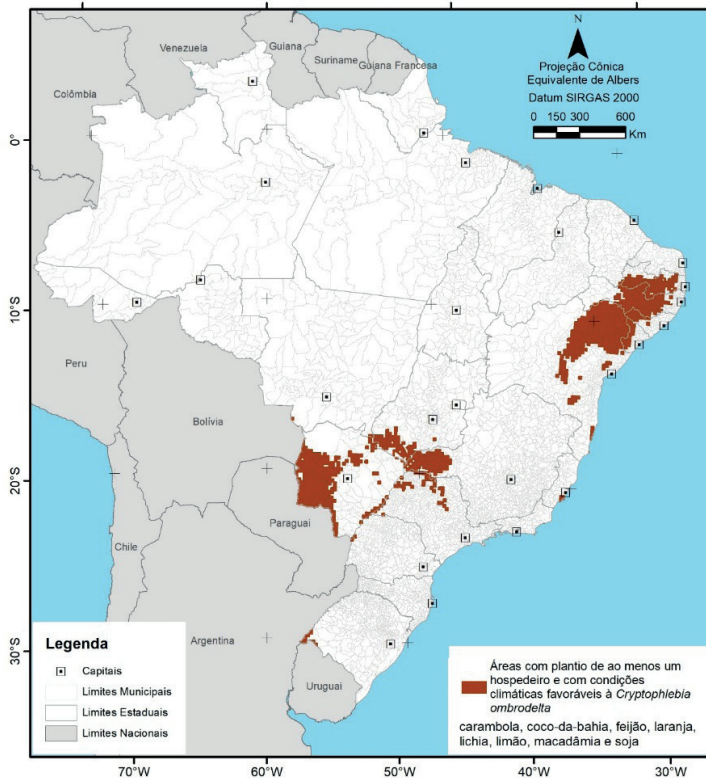 Venezuela
Guiana
Suriname
Guiana Francesa
Colômbia
Projeção Cônica
Equivalente de Albers
Datum SIRGAS 2000
0 150 300 600
Km
0°
10°S
Peru
Bolívia
20°S
Paraguai
Chile
Argentina
30°S
Uruguai
Legenda
Capitais
Limites Municipais
Limites Estaduais
Limites Nacionais
Áreas com plantio de ao menos um
hospedeiro e com condições
climáticas favoráveis à Cryptophlebia
ombrodelta
carambola, coco-da-bahia, feijão, laranja,
lichia, limão, macadâmia e soja
70°W 60°W 50°W 40°W 30°W